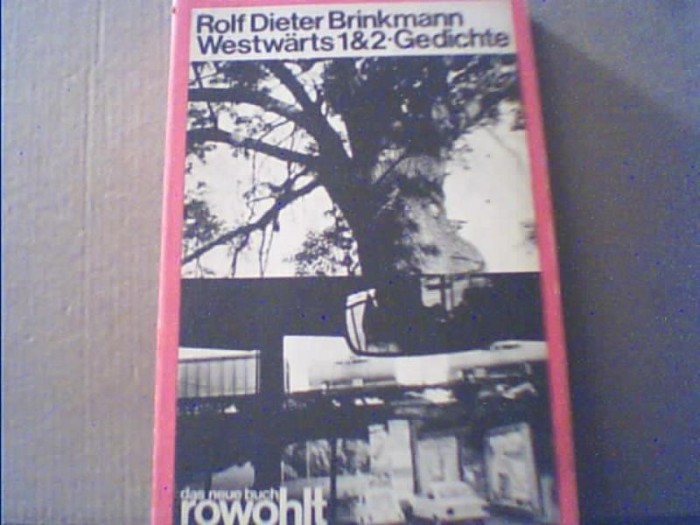 Rolf Dieter Brinkmann
Westwärts 1&2·Gedichte
das neue buch
rowohlt